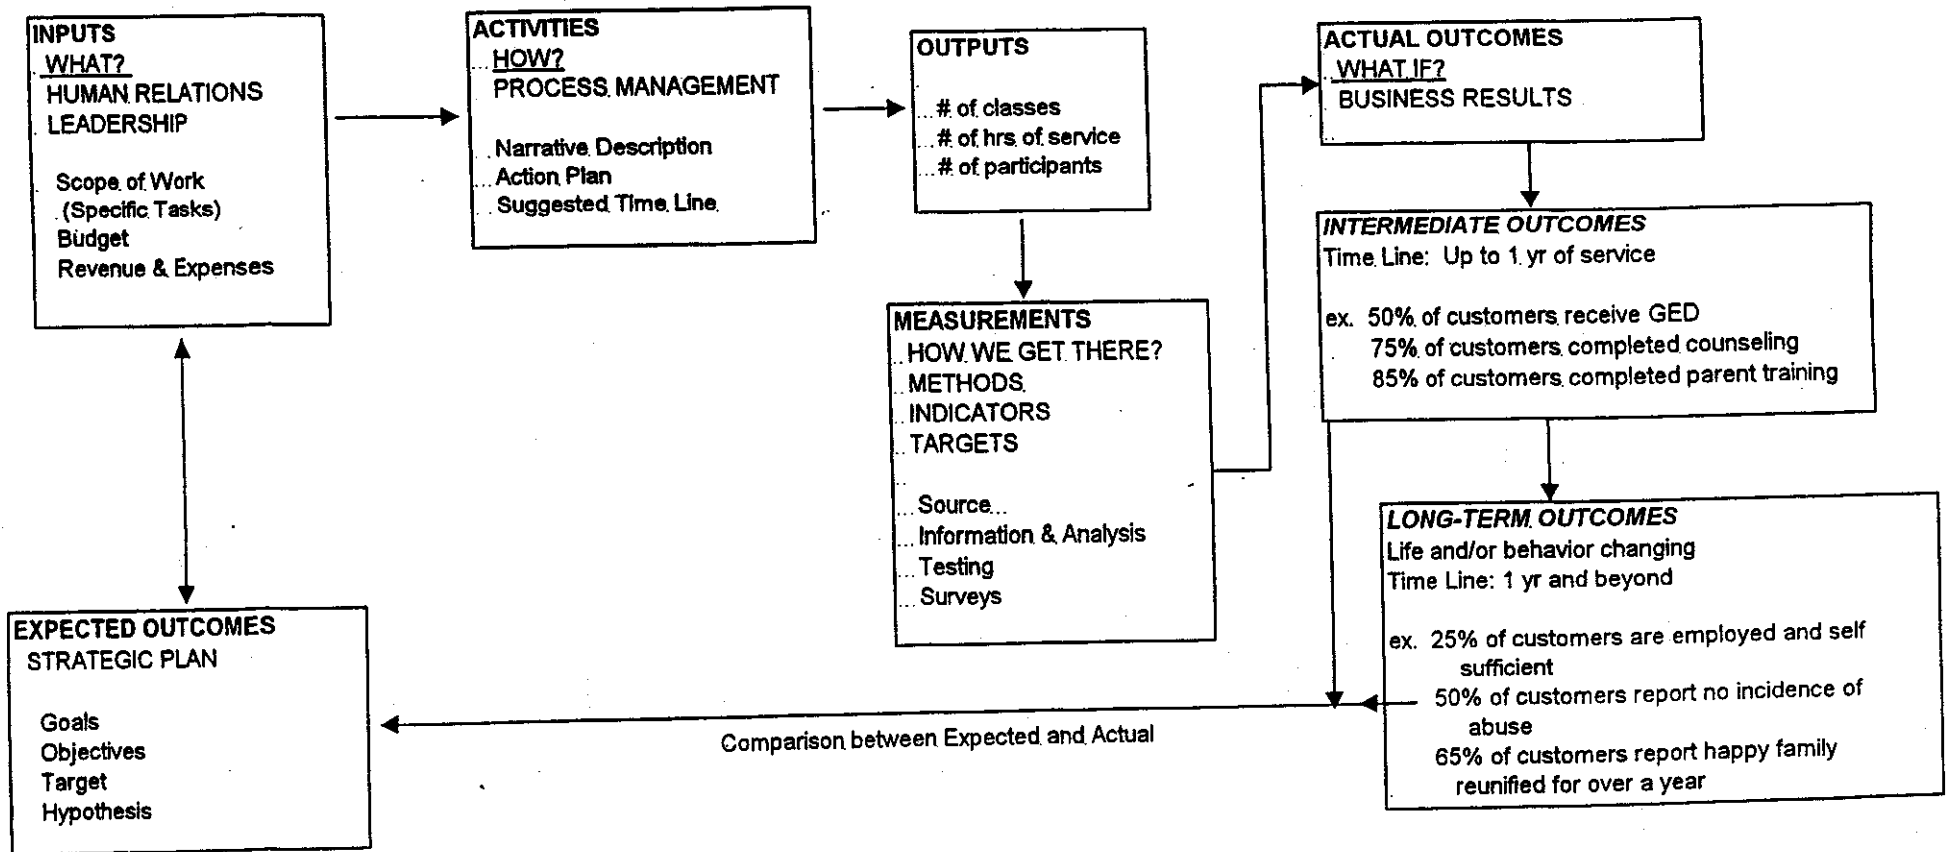 INPUTS
WHAT?
HUMAN RELATIONS
LEADERSHIP
Scope of Work
(Specific Tasks)
Budget
Revenue & Expenses
ACTIVITIES
HOW?
PROCESS MANAGEMENT
Narrative Description
Action Plan
Suggested Time Line
OUTPUTS
# of classes
# of hrs of service
# of participants
MEASUREMENTS
HOW WE GET THERE?
METHODS
INDICATORS
TARGETS
Source
Information & Analysis
Testing
Surveys
ACTUAL OUTCOMES
WHAT IF?
BUSINESS RESULTS
INTERMEDIATE OUTCOMES
Time Line: Up to 1 yr of service
ex. 50% of customers receive GED
75% of customers completed counseling
85% of customers completed parent training
LONG-TERM OUTCOMES
Life and/or behavior changing
Time Line: 1 yr and beyond
ex. 25% of customers are employed and self
sufficient
50% of customers report no incidence of
abuse
65% of customers report happy family
reunified for over a year
Comparison between Expected and Actual
EXPECTED OUTCOMES
STRATEGIC PLAN
Goals
Objectives
Target
Hypothesis